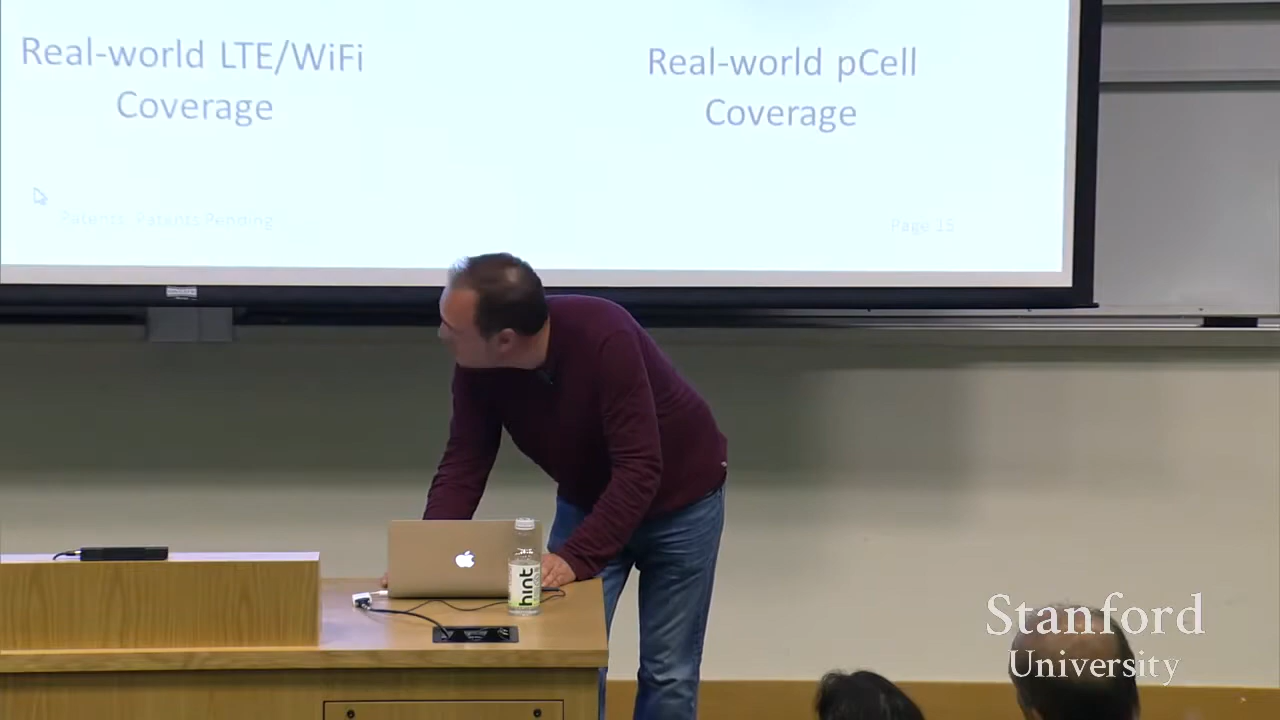 Real-world LTE/WiFi
Coverage
Real-world pCell
Coverage
Patents, Patents Pending
Page 15
hint
Stanford
University